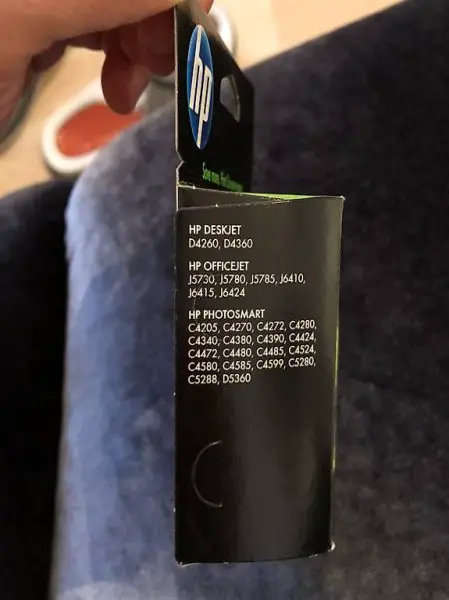 hp
HP DESKJET
D4260, D4360
HP OFFICEJET
J5730, J5780, J5785, J6410,
J6415, J6424
HP PHOTOSMART
C4205, C4270, C4272, C4280,
C4340, C4380, C4390, C4424,
C4472, C4480, C4485, C4524,
C4580, C4585, C4599, C5280,
C5288, D5360